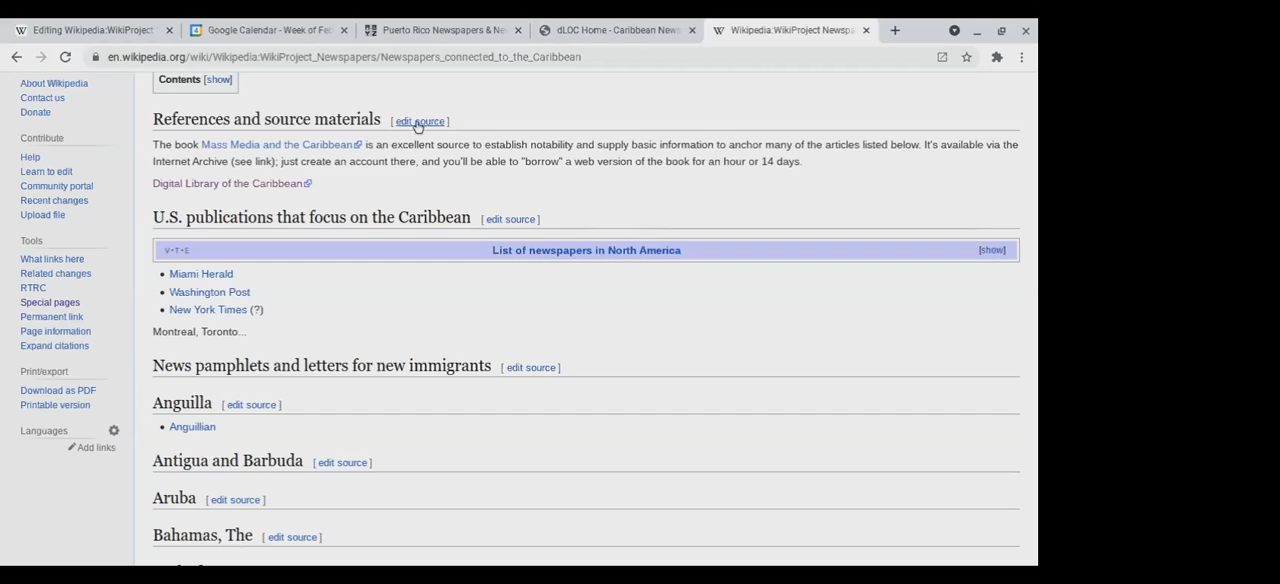 Editing Wikipedia:WikiProject
Google Calendar - Week of Feb
Puerto Rico Newspapers & Ne
dLOC Home - Caribbean News
Wikipedia:WikiProject Newspa
en.wikipedia.org/wiki/Wikipedia:WikiProject_Newspapers/Newspapers_connected_to_the_Caribbean
About Wikipedia
Contact us
Donate
Contribute
Help
Learn to edit
Community portal
Recent changes
Upload file
Tools
What links here
Related changes
RTRC
Special pages
Permanent link
Page information
Expand citations
Print/export
Download as PDF
Printable version
Languages
Add links
Contents [show]
References and source materials [ edit source ]
The book Mass Media and the Caribbean is an excellent source to establish notability and supply basic information to anchor many of the articles listed below. It's available via the
Internet Archive (see link); just create an account there, and you'll be able to "borrow" a web version of the book for an hour or 14 days.
Digital Library of the Caribbean
U.S. publications that focus on the Caribbean [ edit source ]
V·T·E List of newspapers in North America [show]
• Miami Herald
• Washington Post
• New York Times (?)
Montreal, Toronto...
News pamphlets and letters for new immigrants [ edit source ]
Anguilla [ edit source ]
• Anguillian
Antigua and Barbuda [ edit source ]
Aruba [ edit source ]
Bahamas, The [ edit source ]